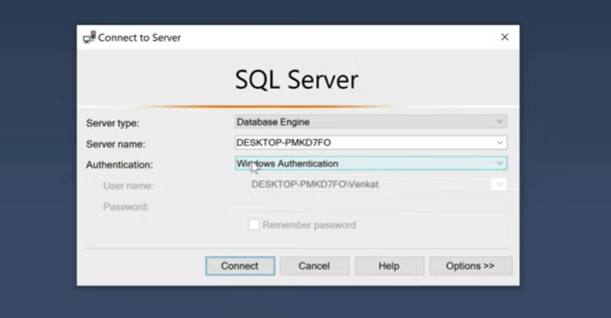 Connect to Server
SQL Server
Server type: Database Engine
Server name: DESKTOP-PMKD7FO
Authentication: Windows Authentication
User name: DESKTOP-PMKD7FO\Venkat
Password:
Remember password
Connect Cancel Help Options >>